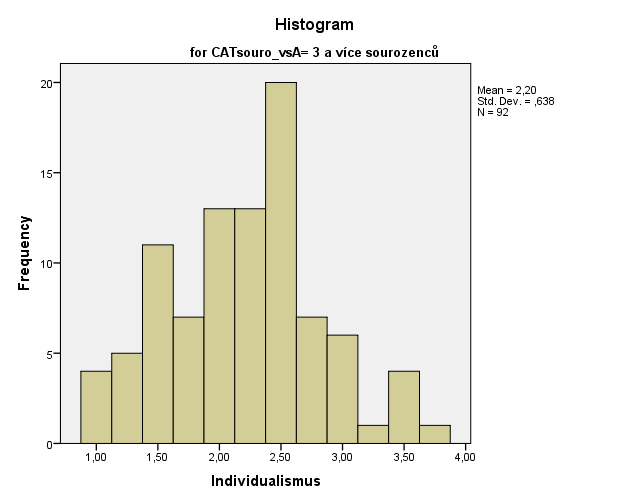 Histogram
for CATsouro_vsA= 3 a více sourozenců
Mean = 2,20
Std. Dev. = ,638
N = 92
Frequency
20
15
10
5
0
1,00 1,50 2,00 2,50 3,00 3,50 4,00
Individualismus